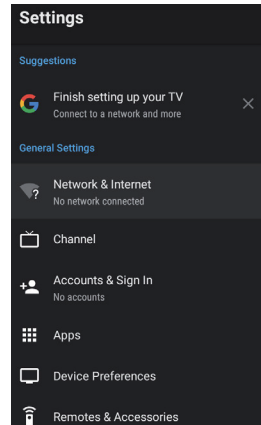 Settings
Suggestions
Finish setting up your TV
Connect to a network and more
General Settings
Network & Internet
No network connected
Channel
Accounts & Sign In
No accounts
Apps
Device Preferences
Remotes & Accessories